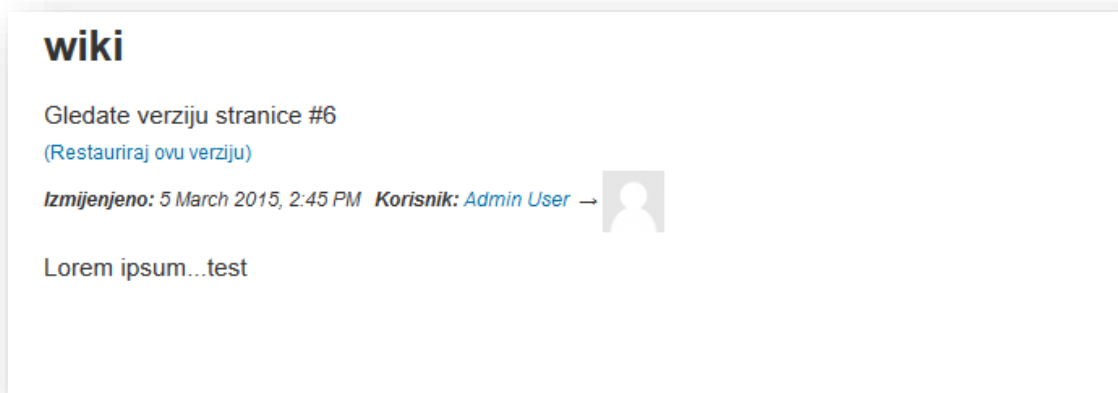 wiki
Gledate verziju stranice #6
(Restauriraj ovu verziju)
Izmijenjeno: 5 March 2015, 2:45 PM Korisnik: Admin User →
Lorem ipsum...test